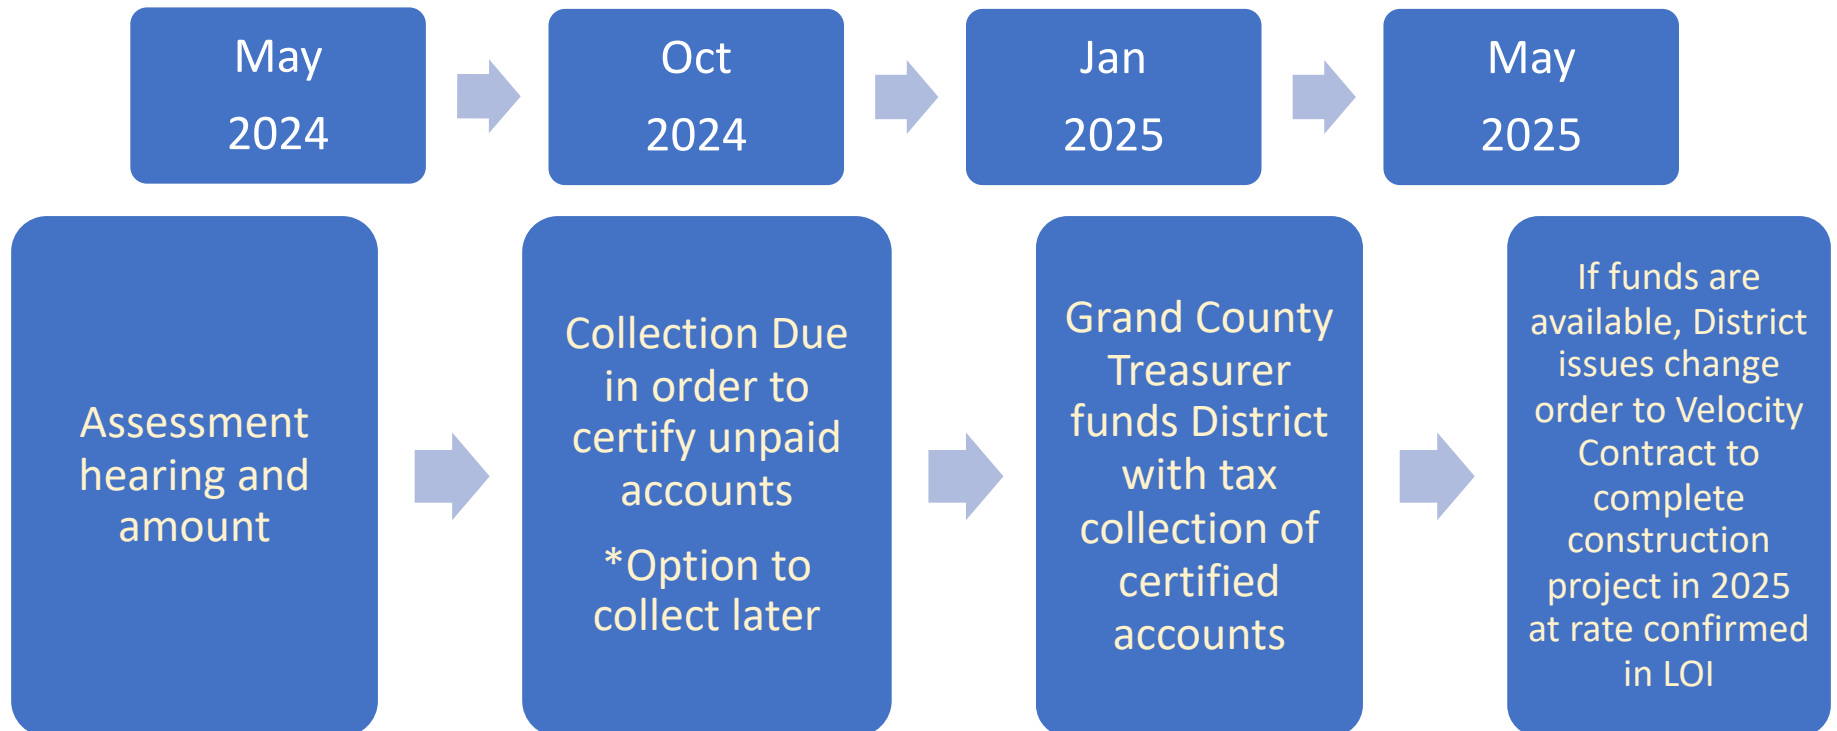 May
2024
Oct
2024
Jan
2025
May
2025
Assessment
hearing and
amount
Collection Due
in order to
certify unpaid
accounts
*Option to
collect later
Grand County
Treasurer
funds District
with tax
collection of
certified
accounts
If funds are
available, District
issues change
order to Velocity
Contract to
complete
construction
project in 2025
at rate confirmed
in LOI